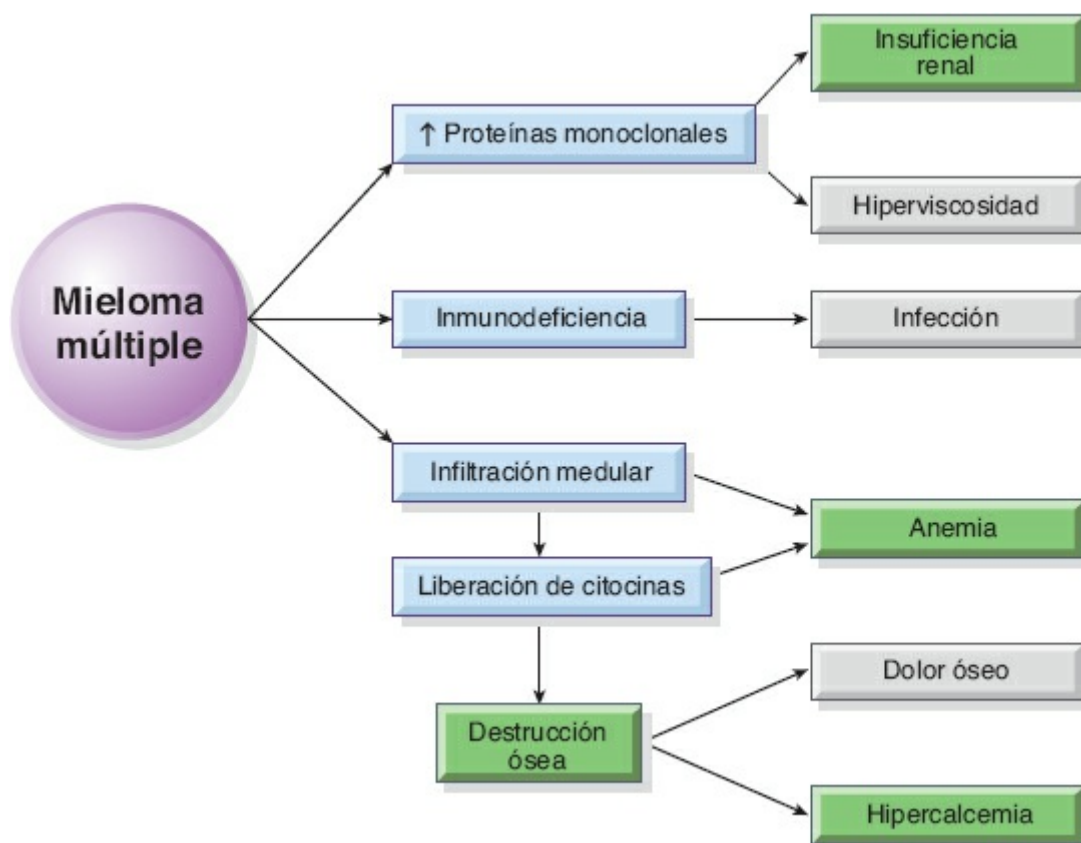 Mieloma
múltiple
↑ Proteínas monoclonales
Insuficiencia
renal
Hiperviscosidad
Inmunodeficiencia
Infección
Infiltración medular
Anemia
Liberación de citocinas
Dolor óseo
Destrucción
ósea
Hipercalcemia